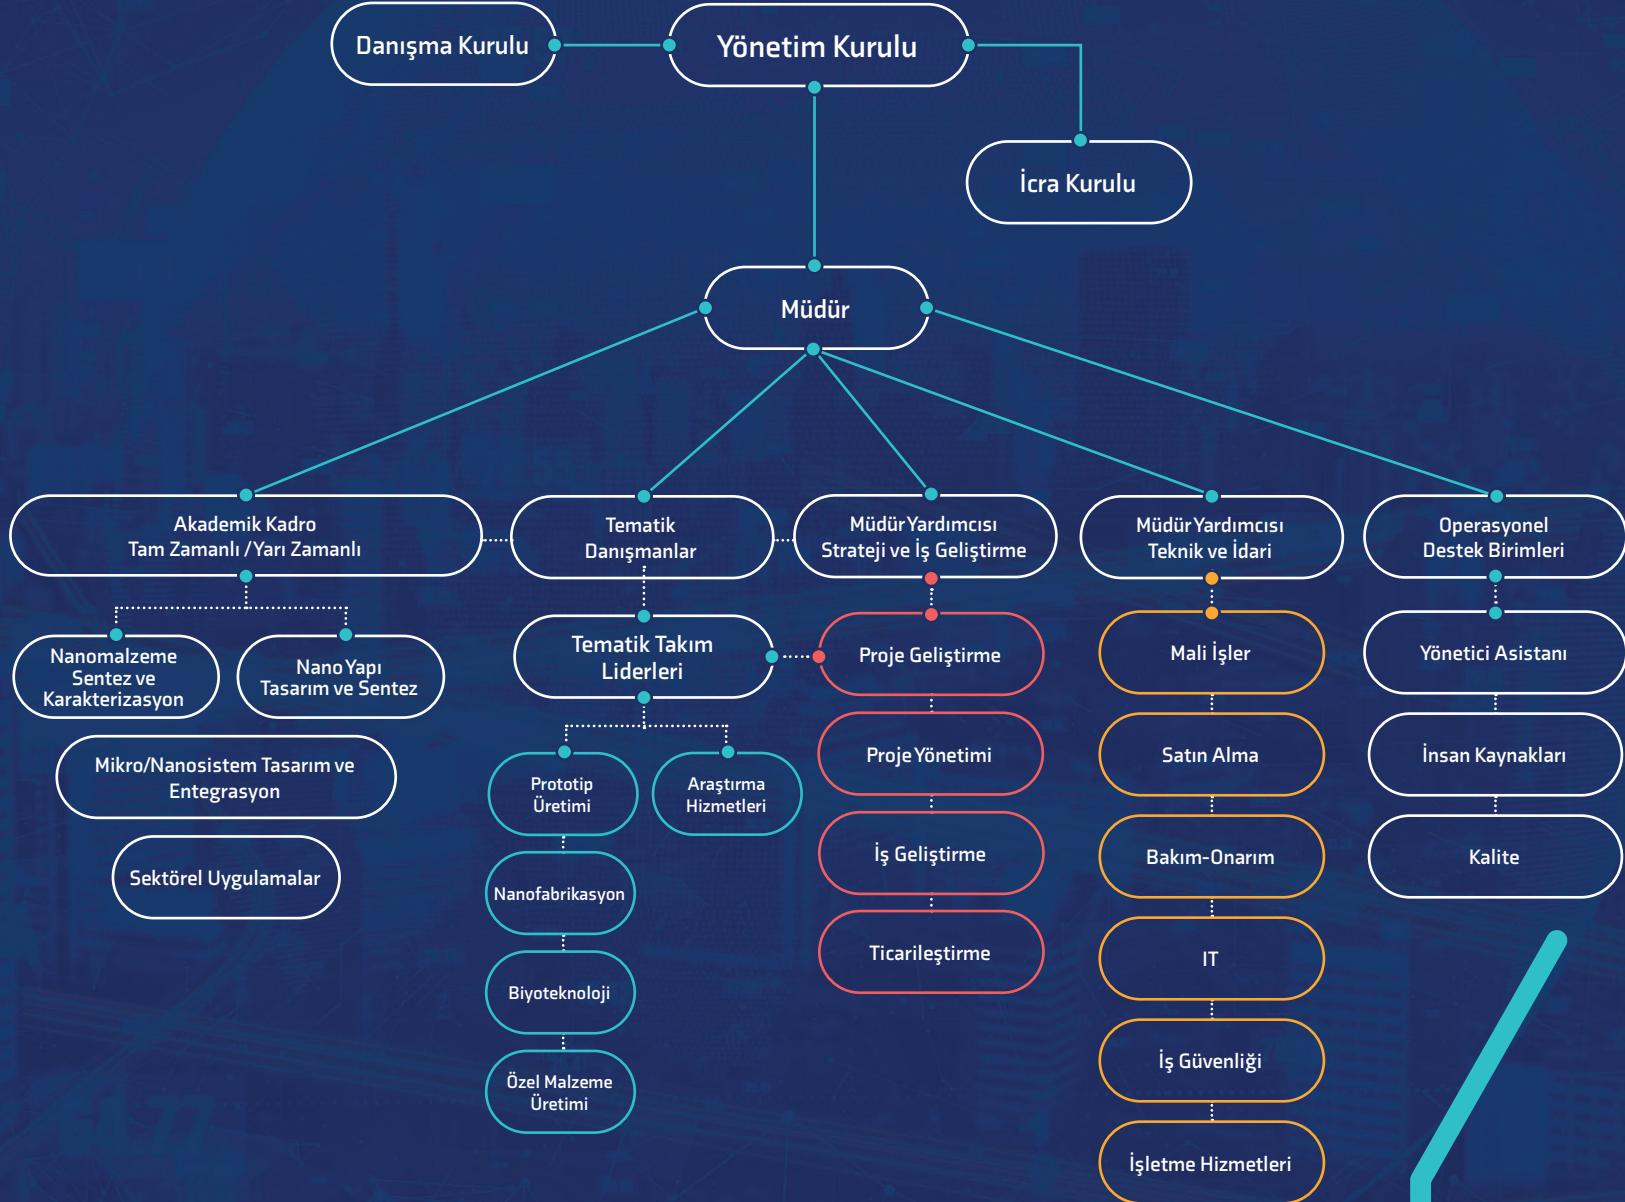 Danışma Kurulu
Yönetim Kurulu
İcra Kurulu
Müdür
Akademik Kadro
Tam Zamanlı / Yarı Zamanlı
Tematik
Danışmanlar
Müdür Yardımcısı
Strateji ve İş Geliştirme
Müdür Yardımcısı
Teknik ve İdari
Operasyonel
Destek Birimleri
Nanomalzeme
Sentez ve
Karakterizasyon
Nano Yapı
Tasarım ve Sentez
Mikro/Nanosistem Tasarım ve
Entegrasyon
Sektörel Uygulamalar
Tematik Takım
Liderleri
Prototip
Üretimi
Araştırma
Hizmetleri
Nanofabrikasyon
Biyoteknoloji
Özel Malzeme
Üretimi
Proje Geliştirme
Proje Yönetimi
İş Geliştirme
Ticarileştirme
Mali İşler
Satın Alma
Bakım-Onarım
IT
İş Güvenliği
İşletme Hizmetleri
Yönetici Asistanı
İnsan Kaynakları
Kalite